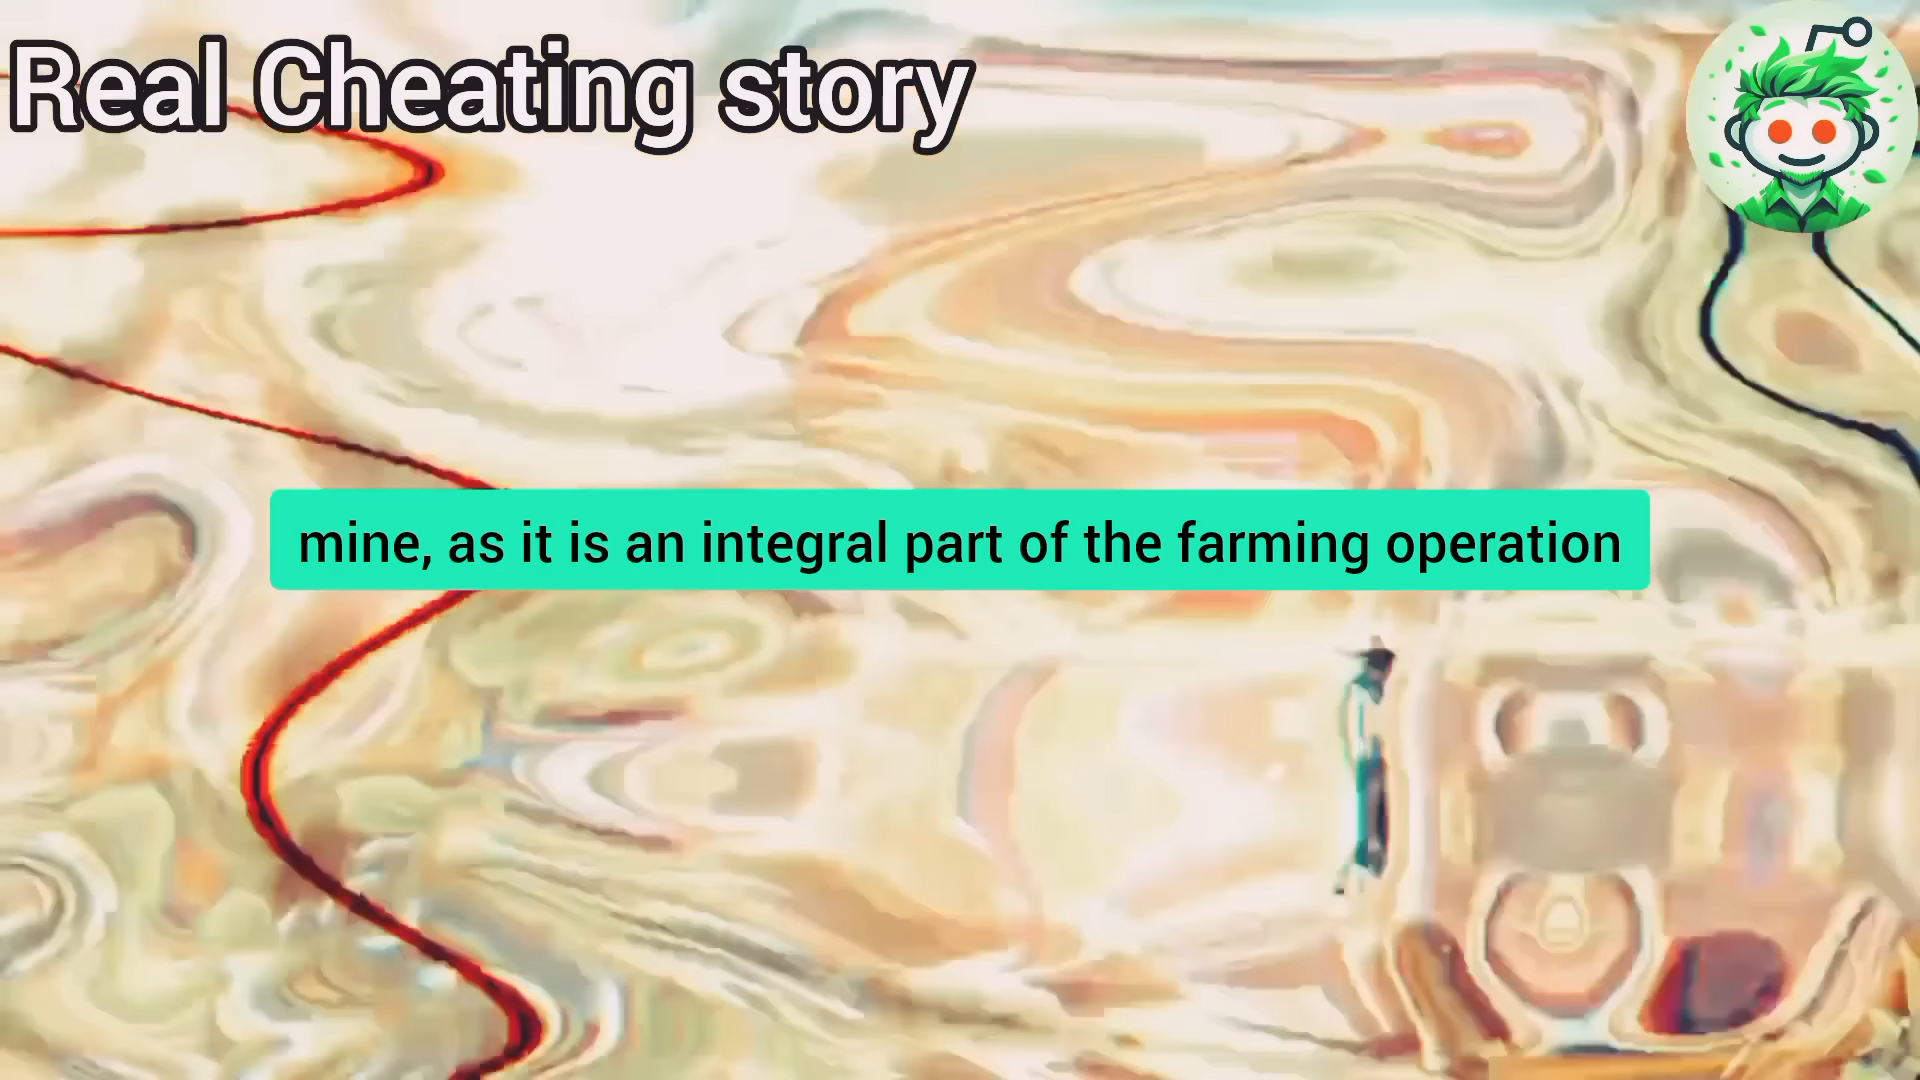 Real Cheating story
mine, as it is an integral part of the farming operation